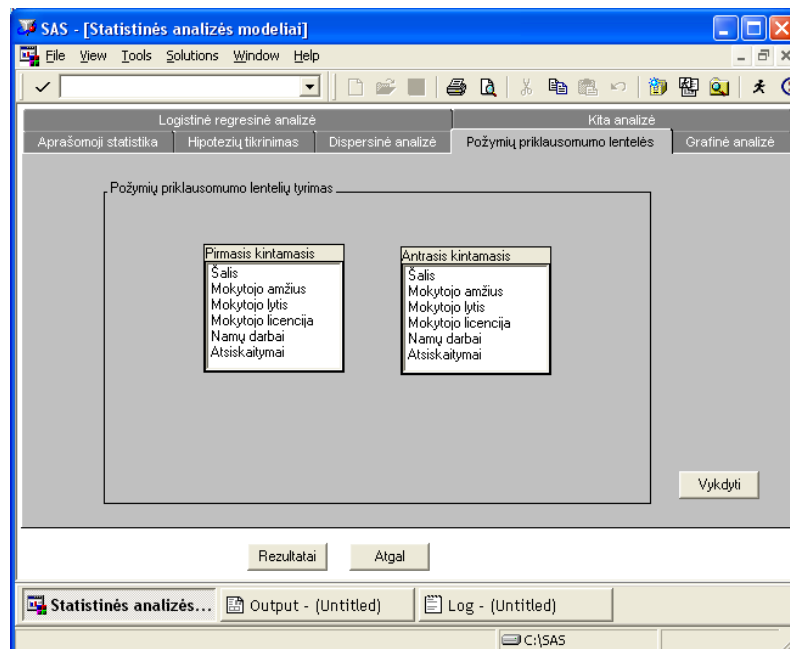 SAS - [Statistinės analizės modeliai]
File View Tools Solutions Window Help
Logistinė regresinė analizė Kita analizė
Aprašomoji statistika Hipotezių tikrinimas Dispersinė analizė Požymių priklausomumo lentelės Grafinė analizė
Požymių priklausomumo lentelių tyrimas
Pirmasis kintamasis
Šalis
Mokytojo amžius
Mokytojo lytis
Mokytojo licencija
Namų darbai
Atsiskaitymai
Antrasis kintamasis
Šalis
Mokytojo amžius
Mokytojo lytis
Mokytojo licencija
Namų darbai
Atsiskaitymai
Vykdyti
Rezultatai Atgal
Statistinės analizės... Output - (Untitled) Log - (Untitled)
C:\SAS